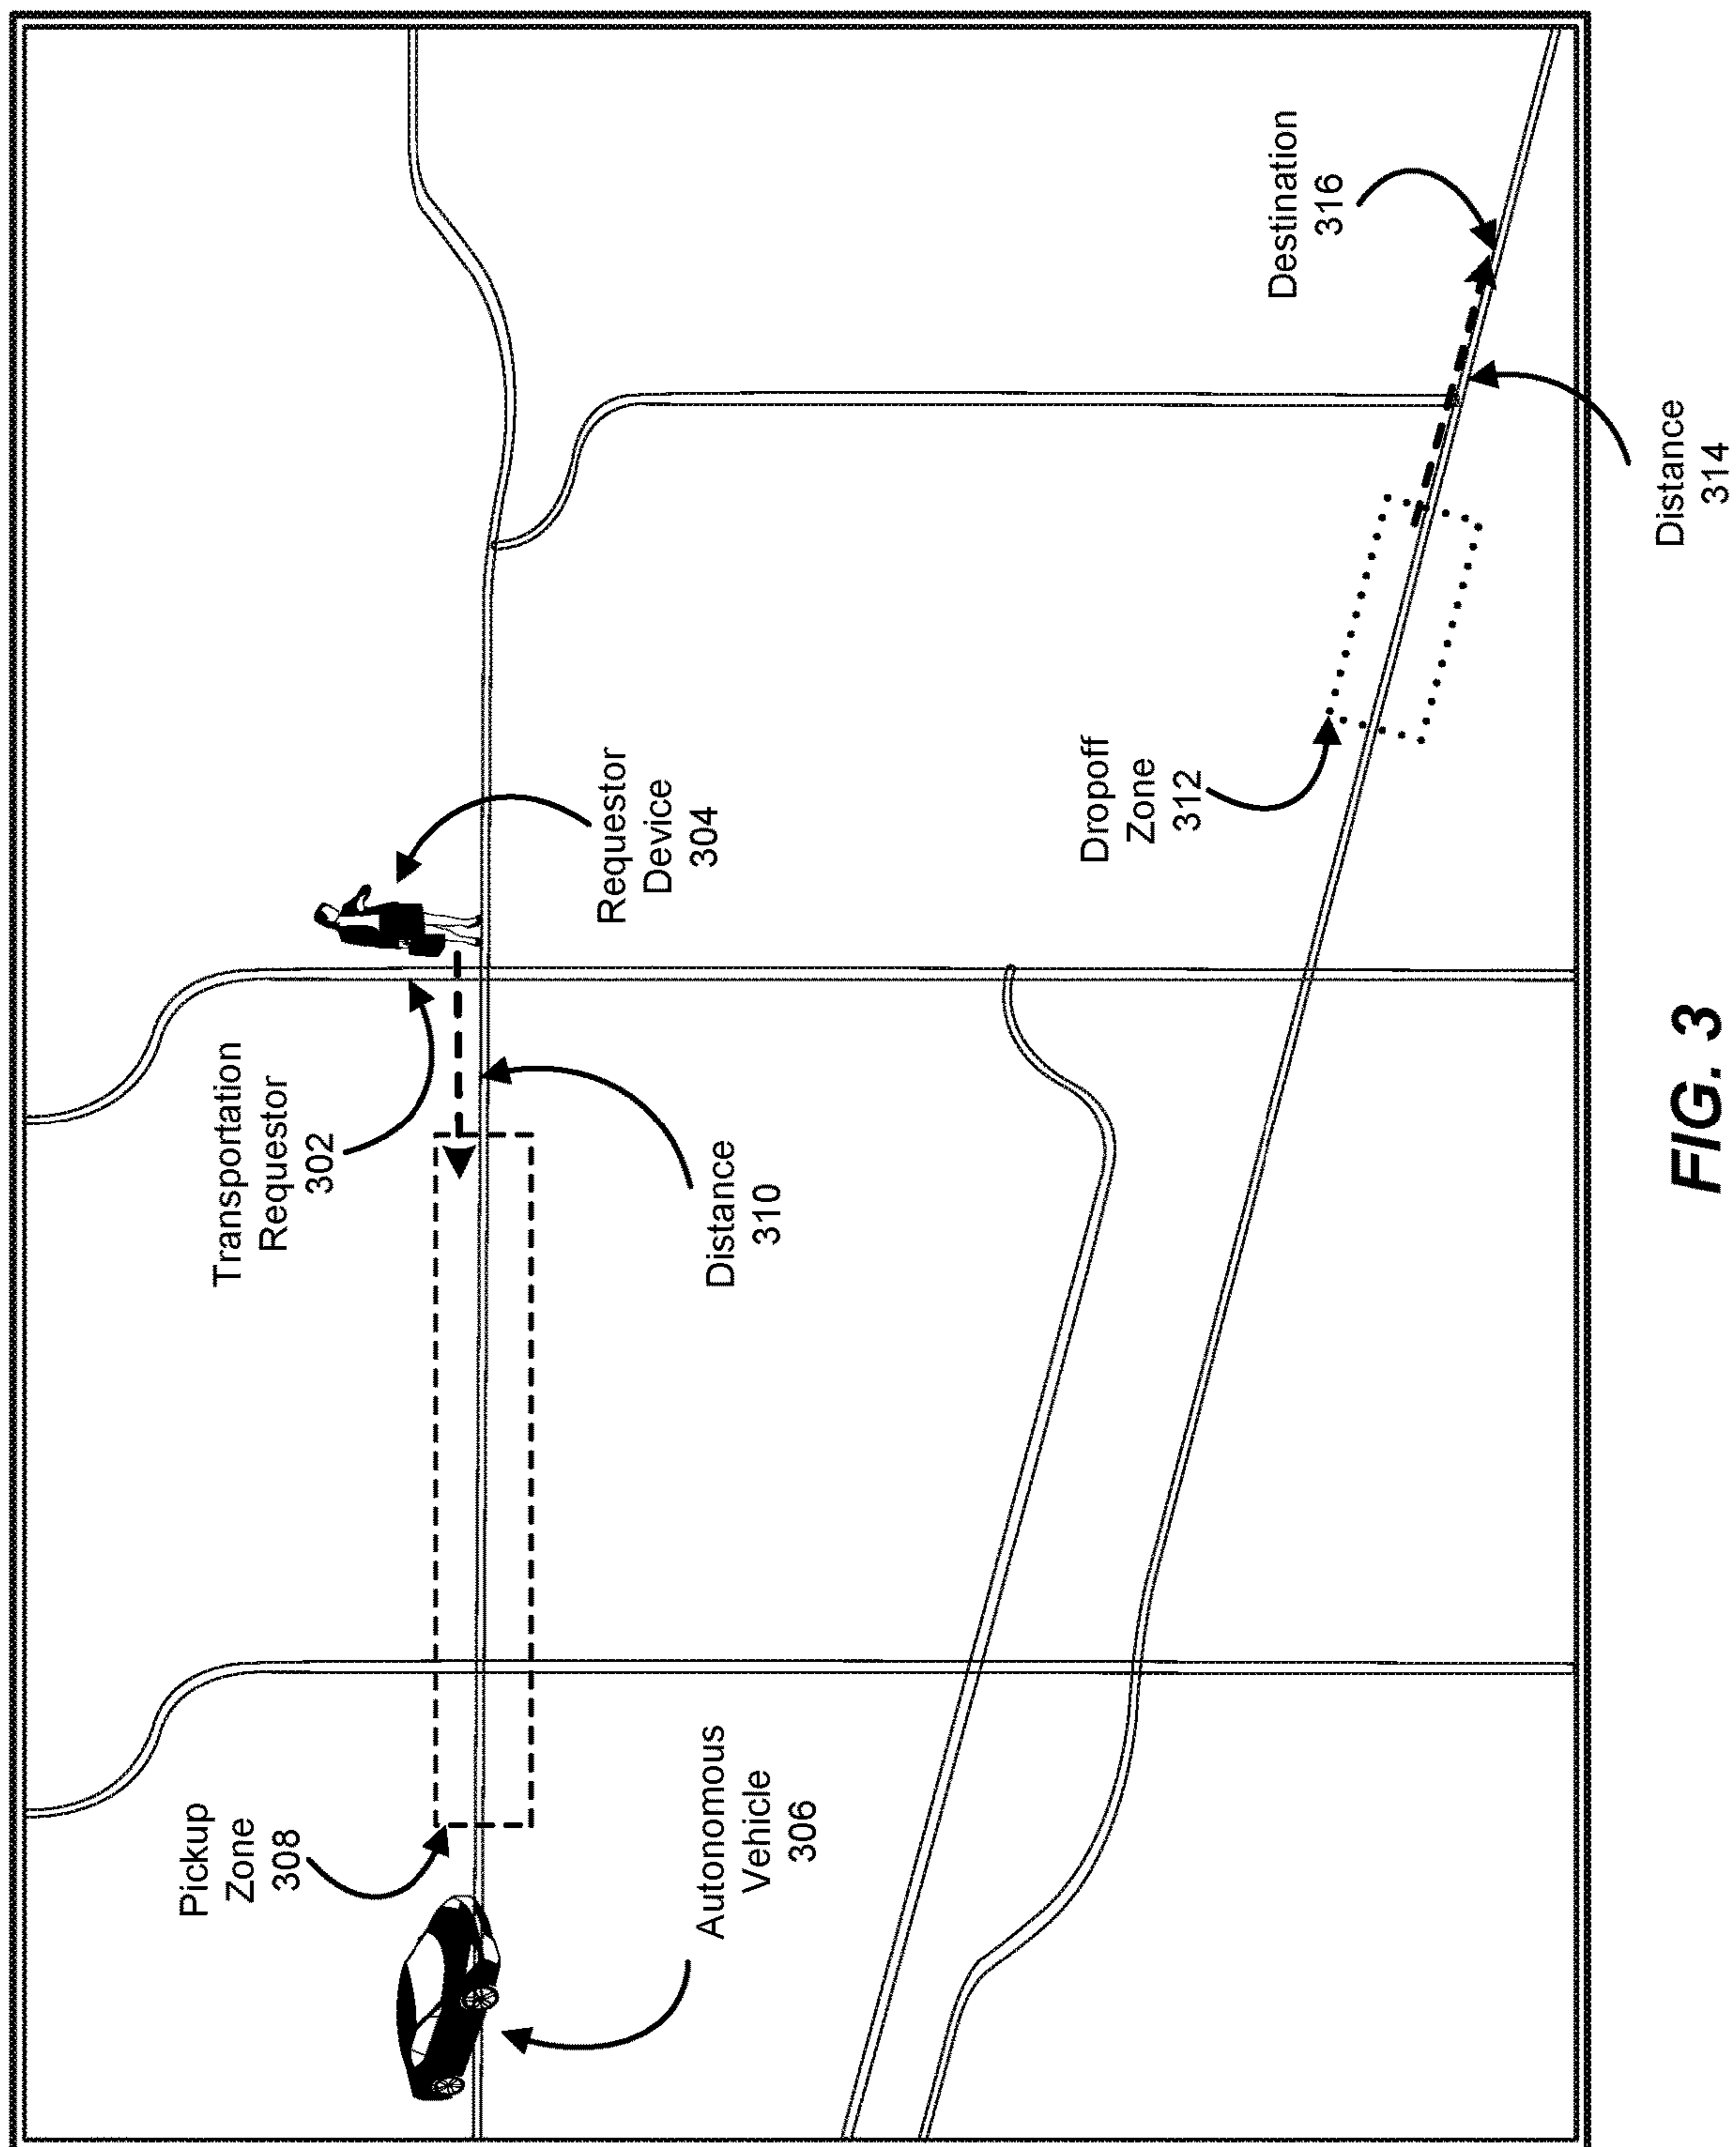 Pickup
Zone
308
Transportation
Requestor
302
Autonomous
Vehicle
306
Distance
310
Requestor
Device
304
Dropoff
Zone
312
Destination
316
Distance
314
FIG. 3